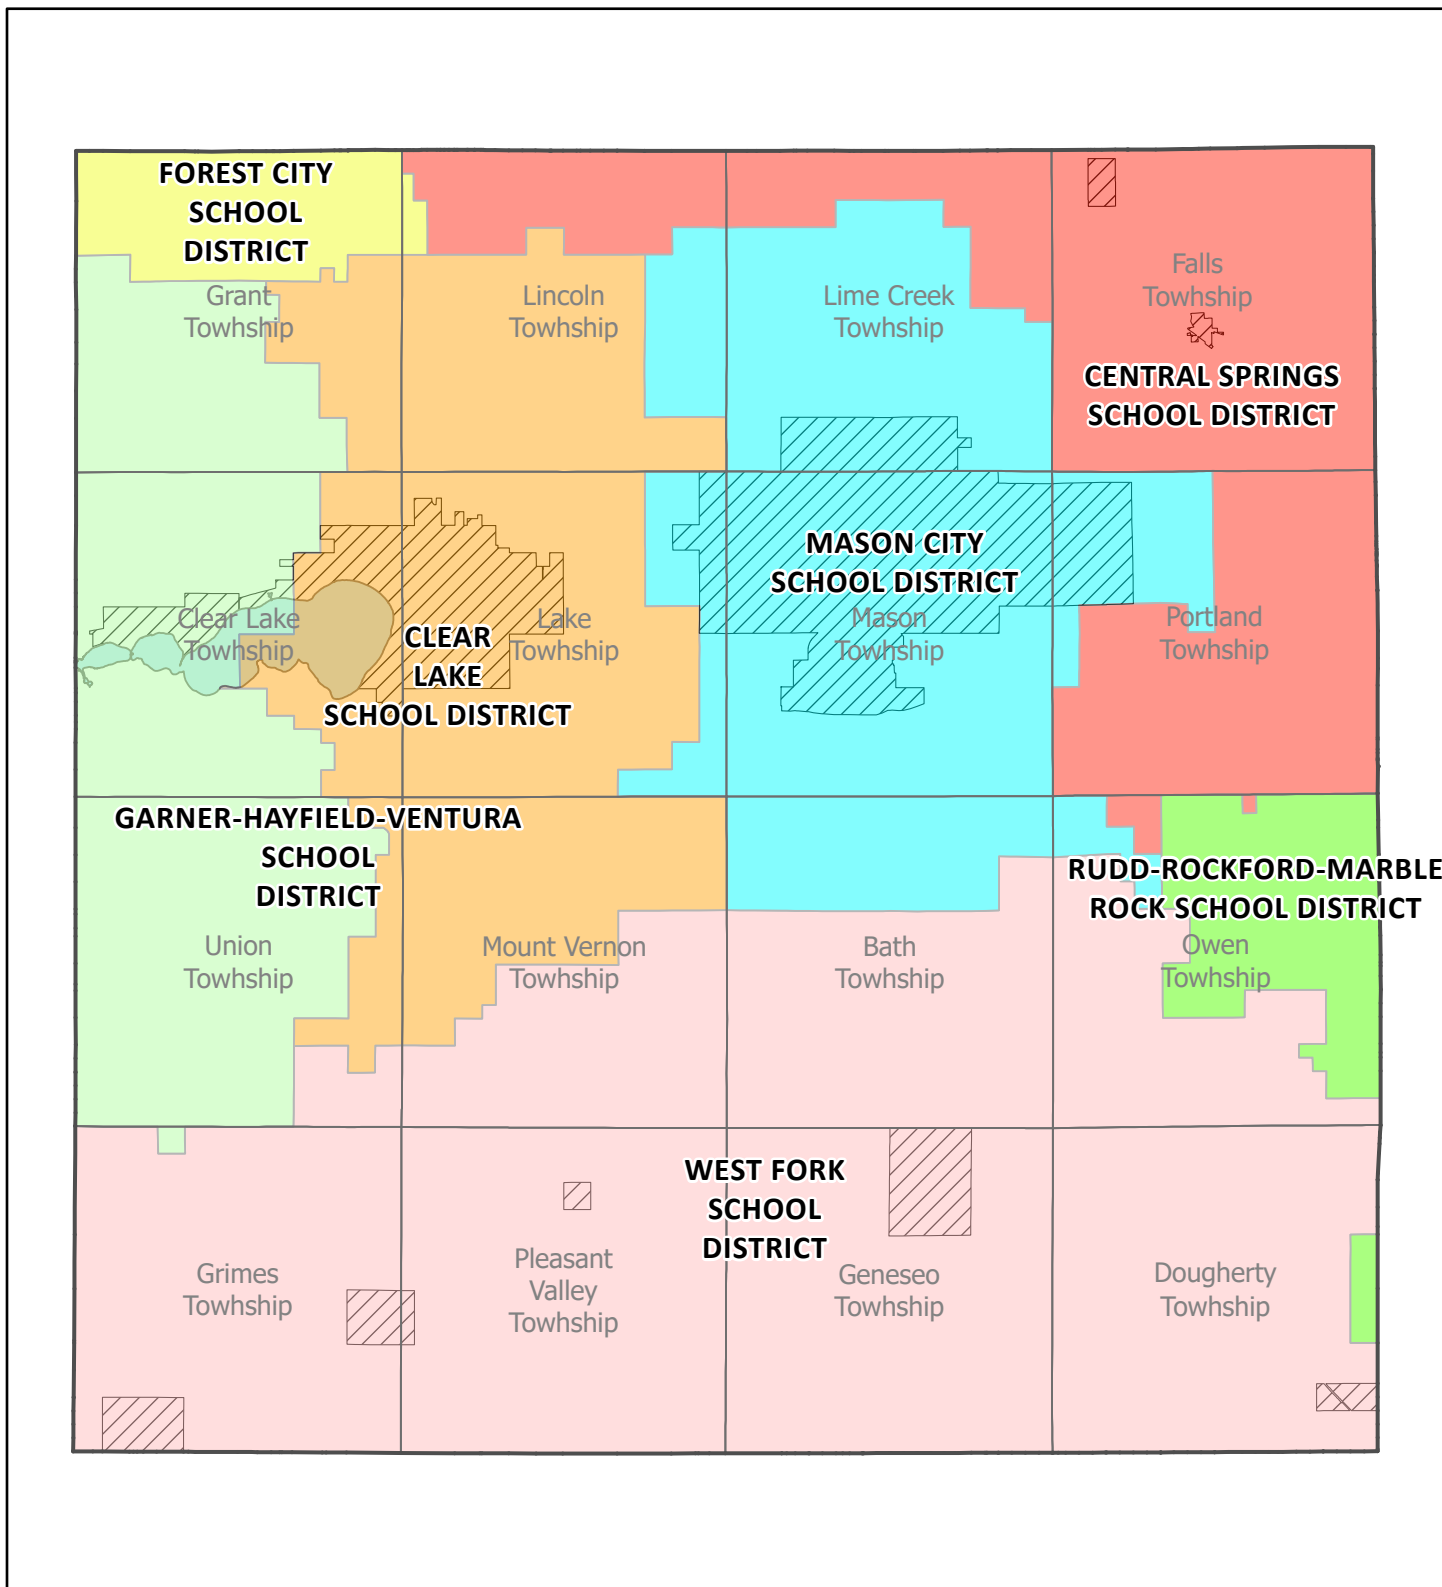 FOREST CITY
SCHOOL
DISTRICT
Grant
Towhship
Lincoln
Towhship
Lime Creek
Towhship
Falls
Towhship
CENTRAL SPRINGS
SCHOOL DISTRICT
MASON CITY
SCHOOL DISTRICT
Clear Lake
Towhship
Lake
Towhship
Mason
Towhship
Portland
Towhship
CLEAR
LAKE
SCHOOL DISTRICT
GARNER-HAYFIELD-VENTURA
SCHOOL
DISTRICT
RUDD-ROCKFORD-MARBLE
ROCK SCHOOL DISTRICT
Union
Towhship
Mount Vernon
Towhship
Bath
Towhship
Owen
Towhship
WEST FORK
SCHOOL
DISTRICT
Grimes
Towhship
Pleasant
Valley
Towhship
Geneseo
Towhship
Dougherty
Towhship